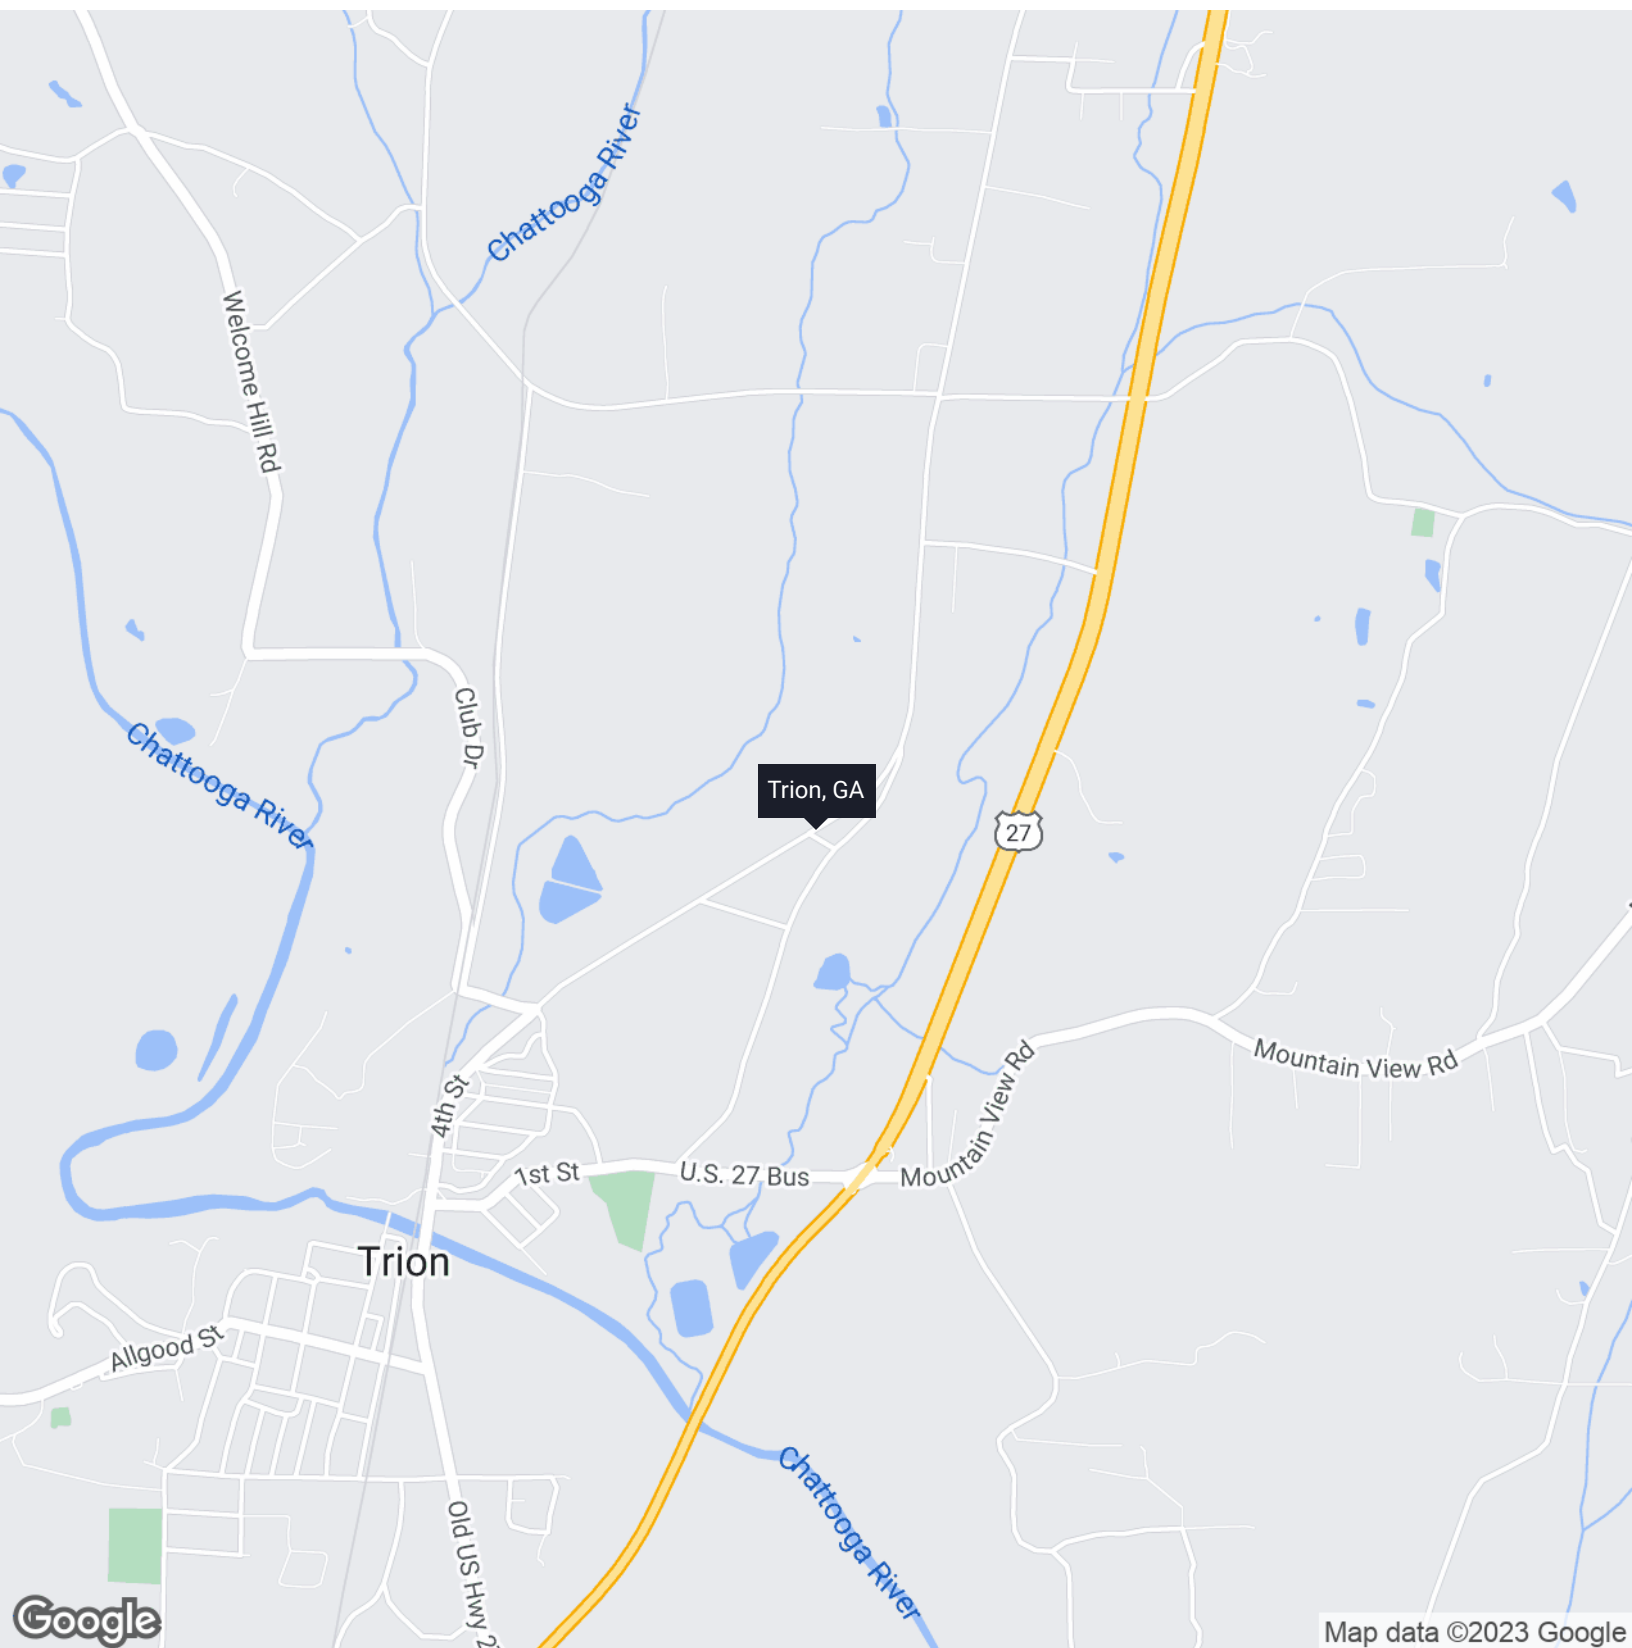 Chattooga River
Welcome Hill Rd
Club Dr
Chattooga River
Trion, GA
27
Mountain View Rd
Mountain View Rd
4th St
1st St
U.S. 27 Bus
Trion
Allgood St
Chattooga River
Old US Hwy 2
Google
Map data ©2023 Google